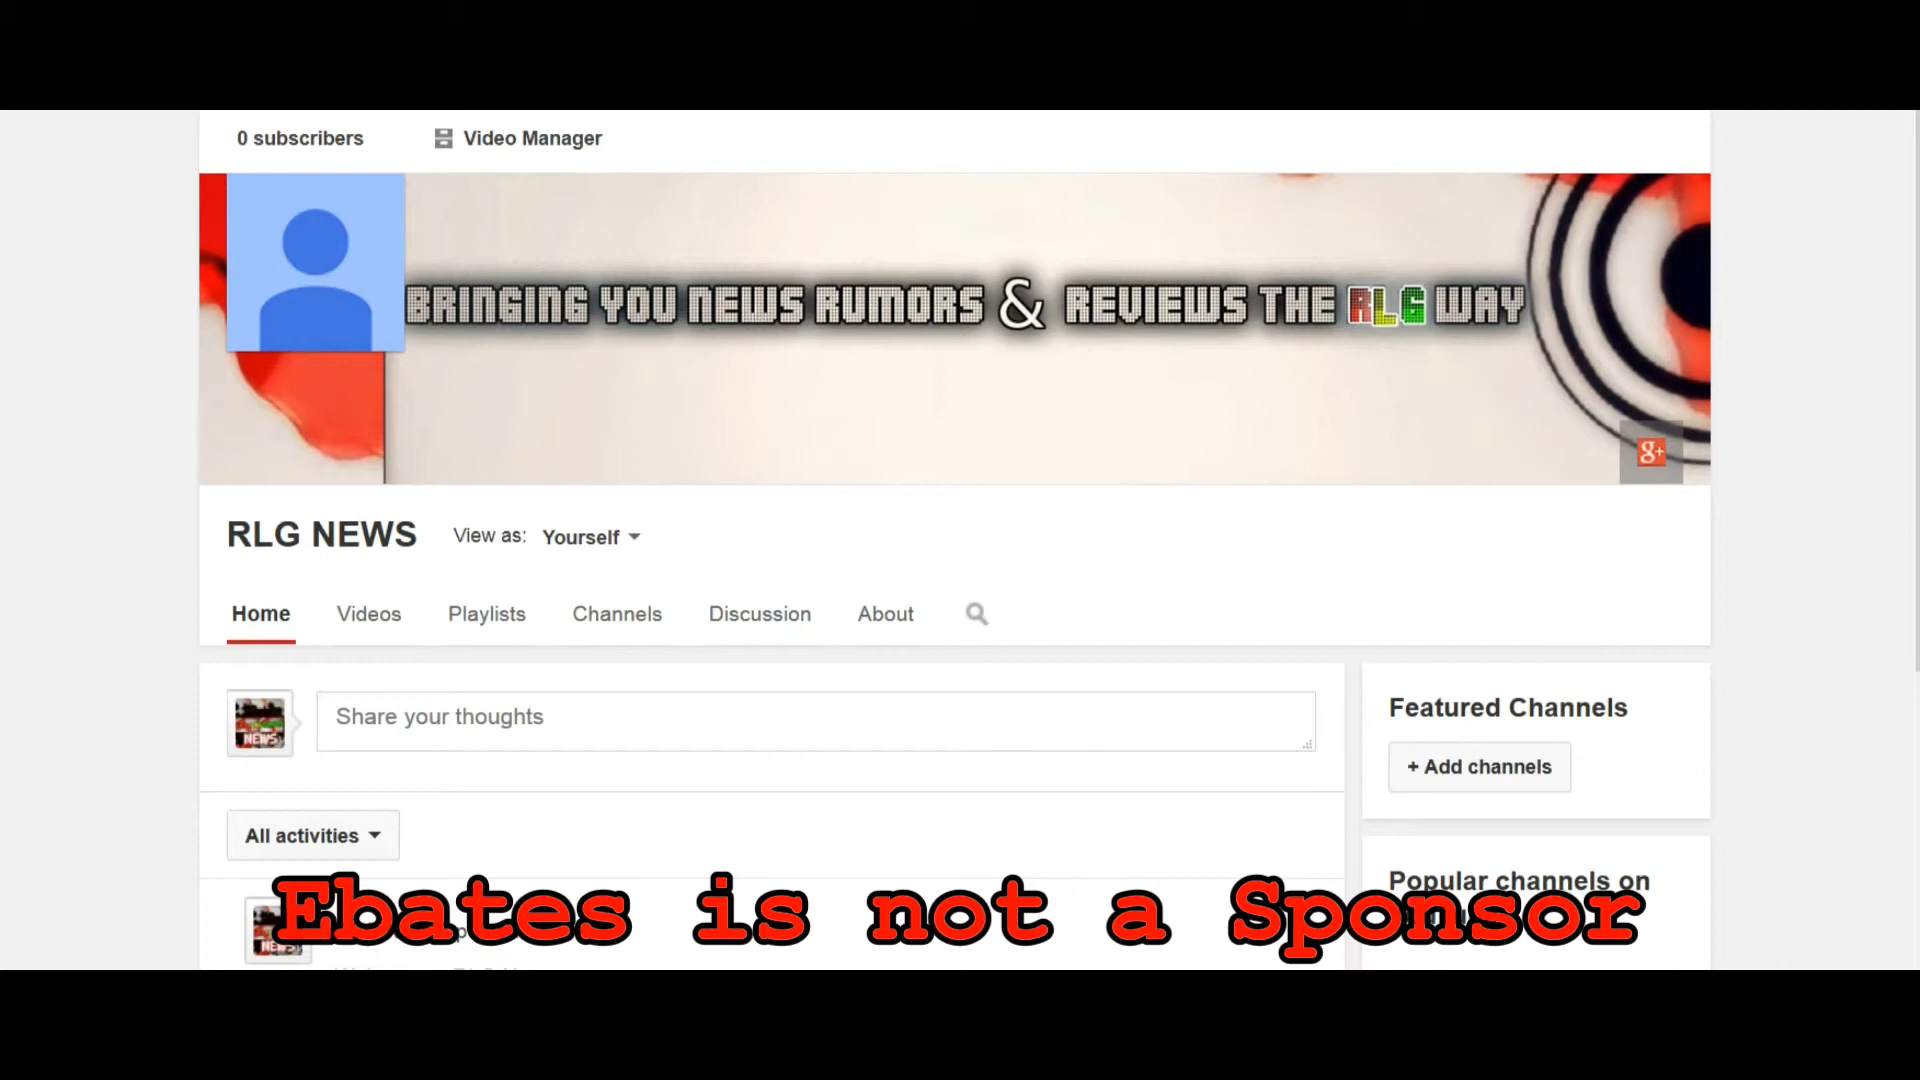 0 subscribers Video Manager
BRINGING YOU NEWS RUMORS & REVIEWS THE RLG WAY
g+
RLG NEWS View as: Yourself
Home Videos Playlists Channels Discussion About
NEWS
Share your thoughts
Featured Channels
+ Add channels
All activities
Popular channels on
NEWS
Ebates is not a Sponsor